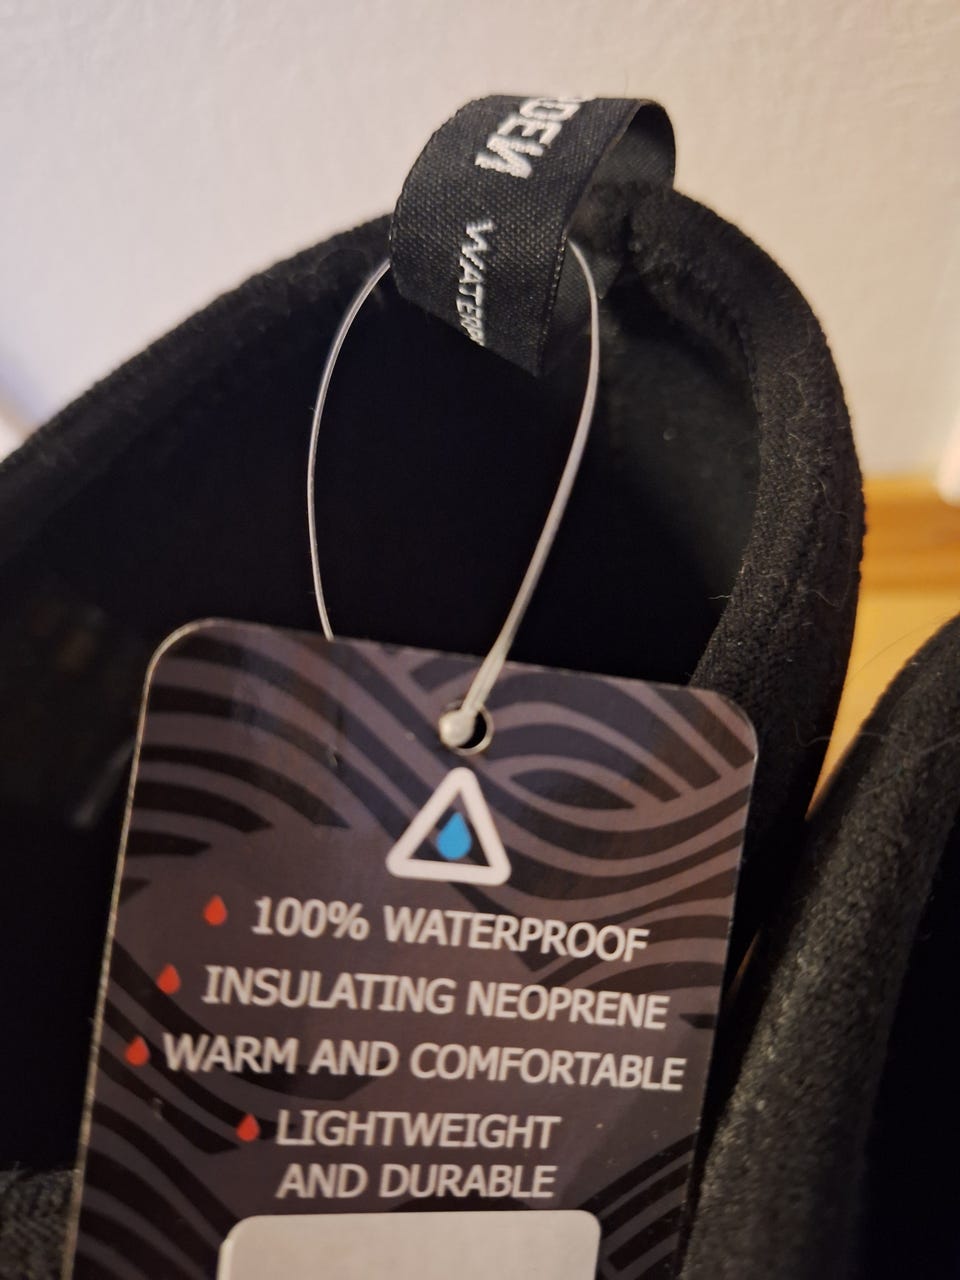 100% WATERPROOF
INSULATING NEOPRENE
WARM AND COMFORTABLE
LIGHTWEIGHT
AND DURABLE